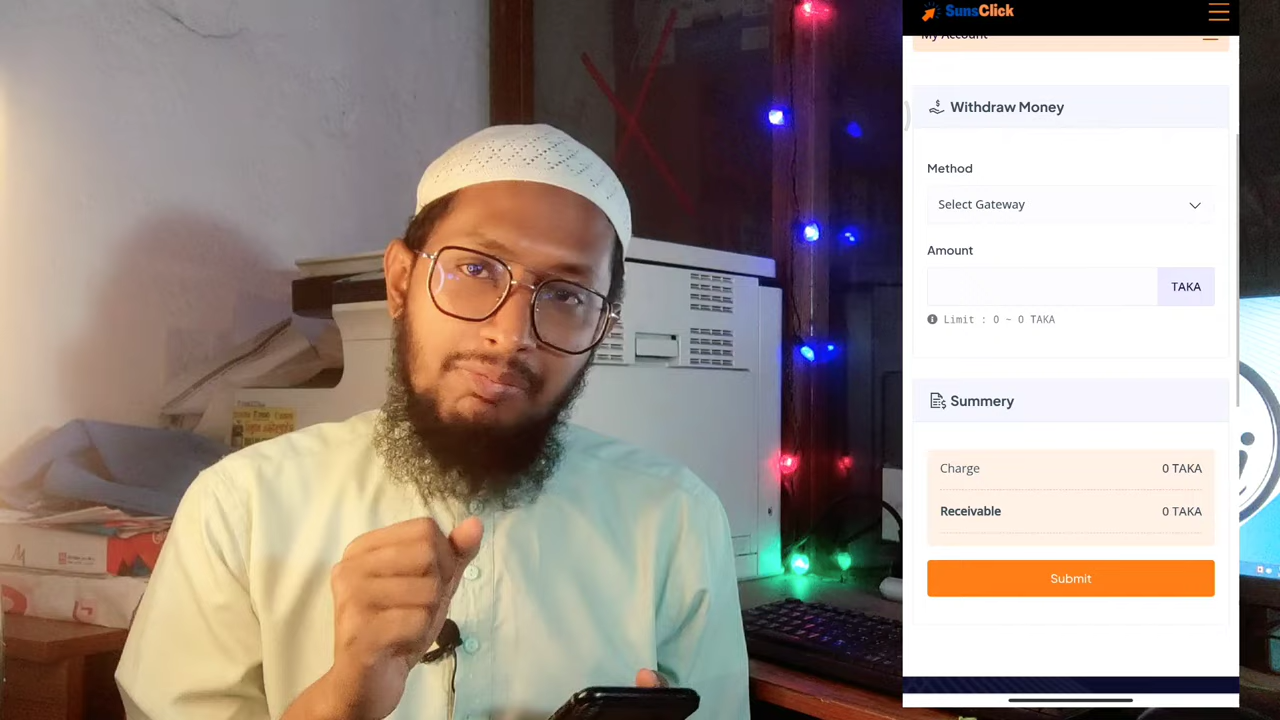 SunsClick
My Account
Withdraw Money
Method
Select Gateway
Amount
TAKA
Limit : 0 ~ 0 TAKA
Summery
Charge 0 TAKA
Receivable 0 TAKA
Submit